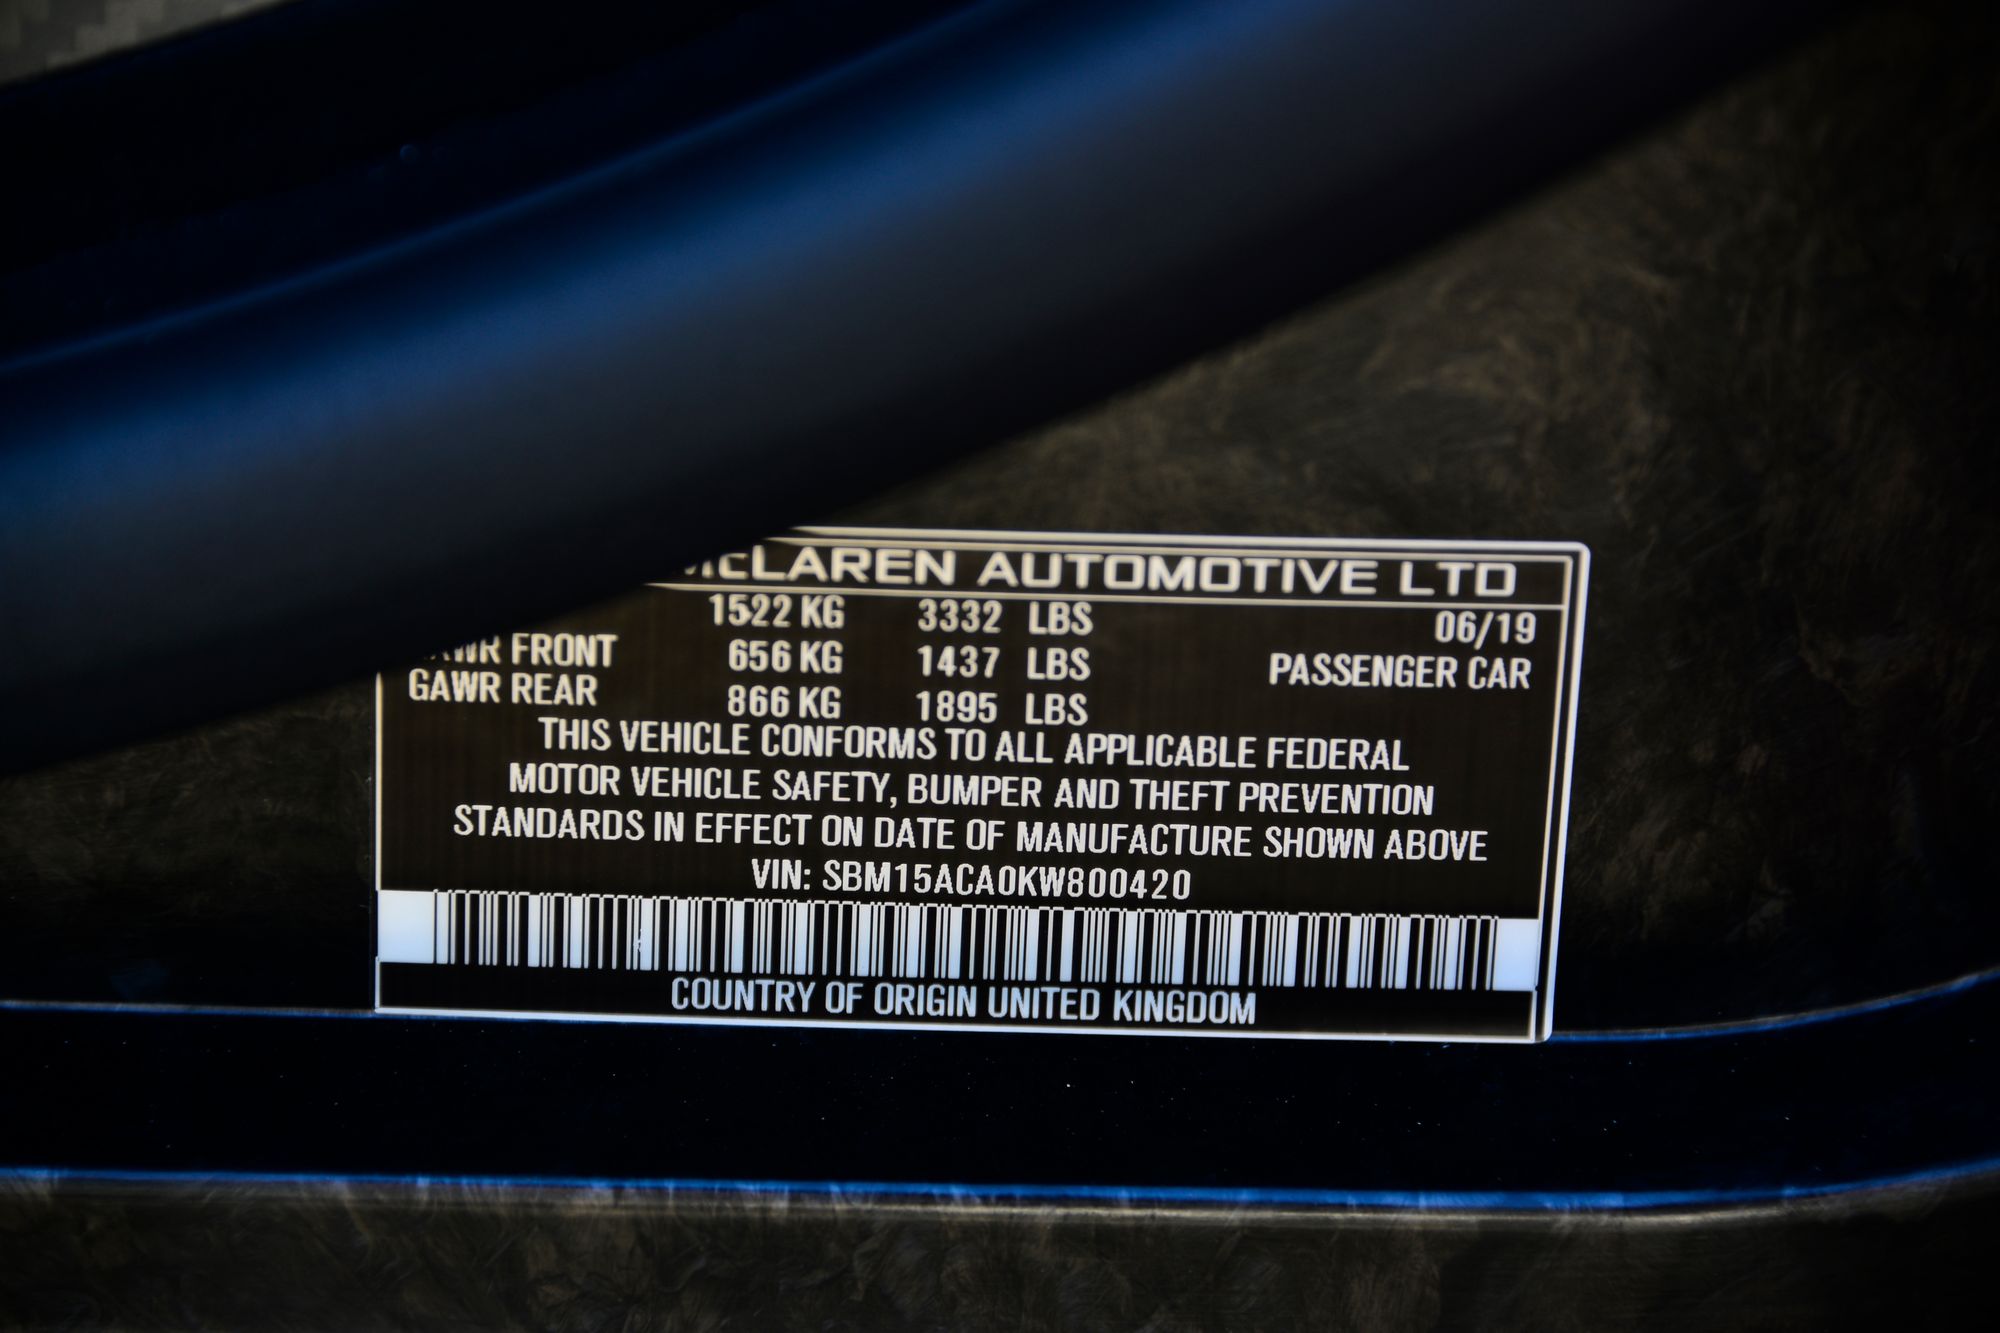 McLAREN AUTOMOTIVE LTD
1522 KG 3332 LBS 06/19
FRONT 656 KG 1437 LBS PASSENGER CAR
GAWR REAR 866 KG 1895 LBS
THIS VEHICLE CONFORMS TO ALL APPLICABLE FEDERAL
MOTOR VEHICLE SAFETY, BUMPER AND THEFT PREVENTION
STANDARDS IN EFFECT ON DATE OF MANUFACTURE SHOWN ABOVE
VIN: SBM15ACA0KW800420
COUNTRY OF ORIGIN UNITED KINGDOM